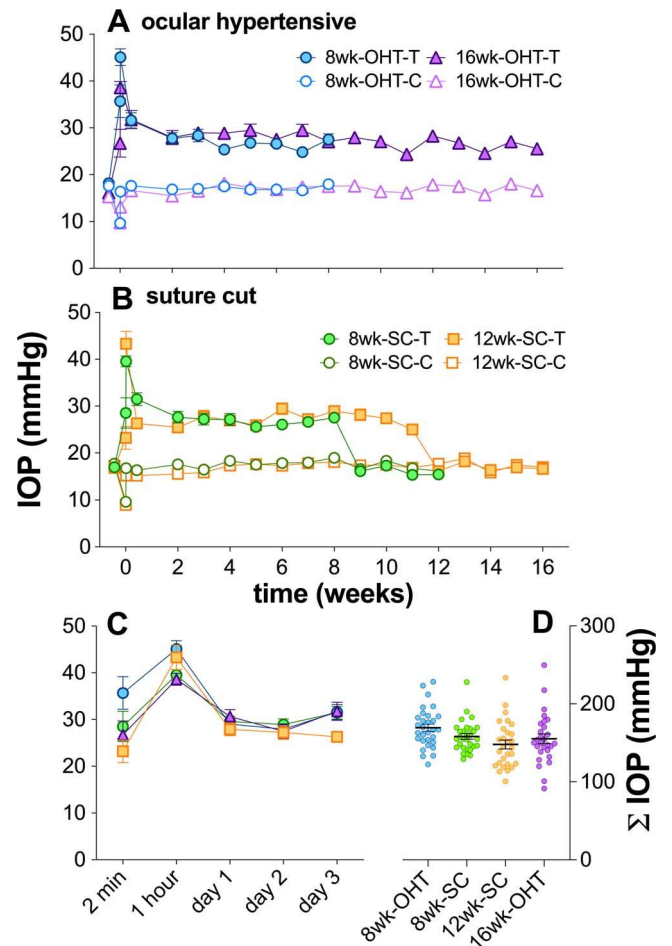 A ocular hypertensive
50
40
30
20
10
0
8wk-OHT-T 16wk-OHT-T
8wk-OHT-C 16wk-OHT-C
B suture cut
50
40
30
20
10
0
8wk-SC-T 12wk-SC-T
8wk-SC-C 12wk-SC-C
IOP (mmHg)
0 2 4 6 8 10 12 14 16
time (weeks)
C
50
40
30
20
10
0
2 min 1 hour day 1 day 2 day 3
D
300
200
100
0
Σ IOP (mmHg)
8wk-OHT 8wk-SC 12wk-SC 16wk-OHT